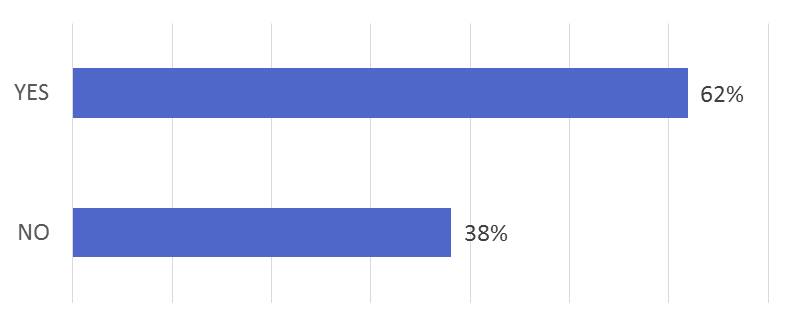 YES 62%
NO 38%